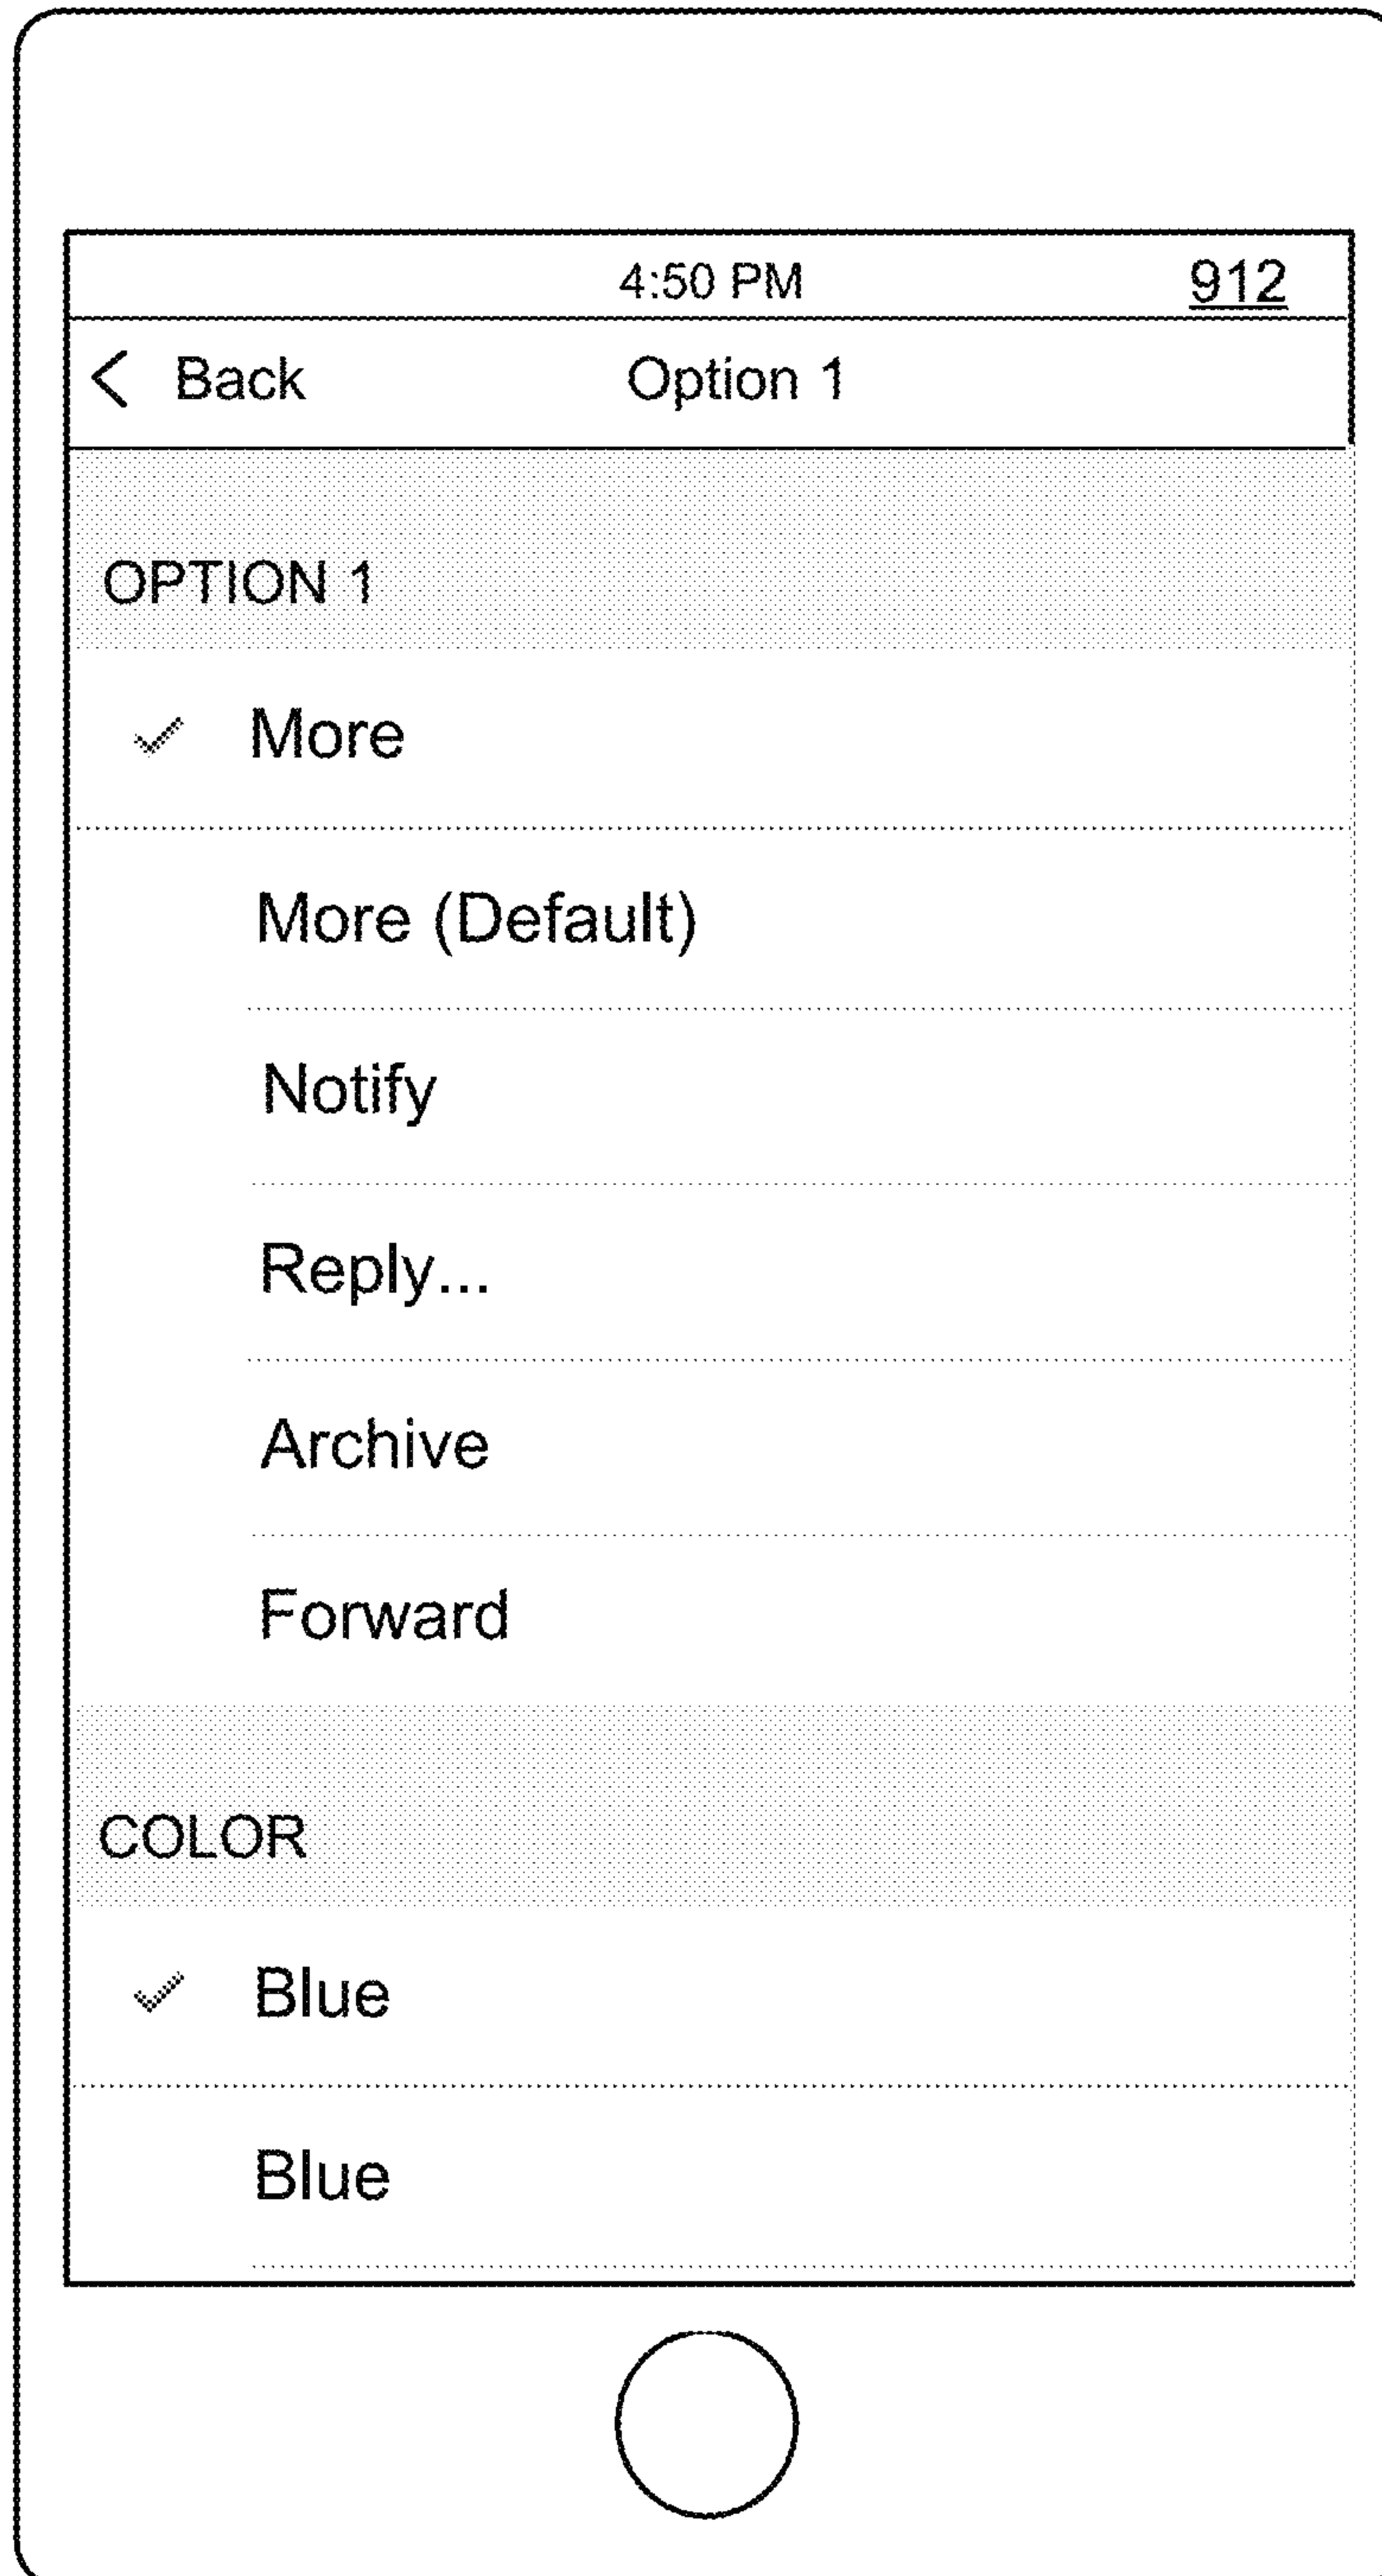 4:50 PM 912
< Back Option 1
OPTION 1
✓ More
More (Default)
Notify
Reply...
Archive
Forward
COLOR
✓ Blue
Blue